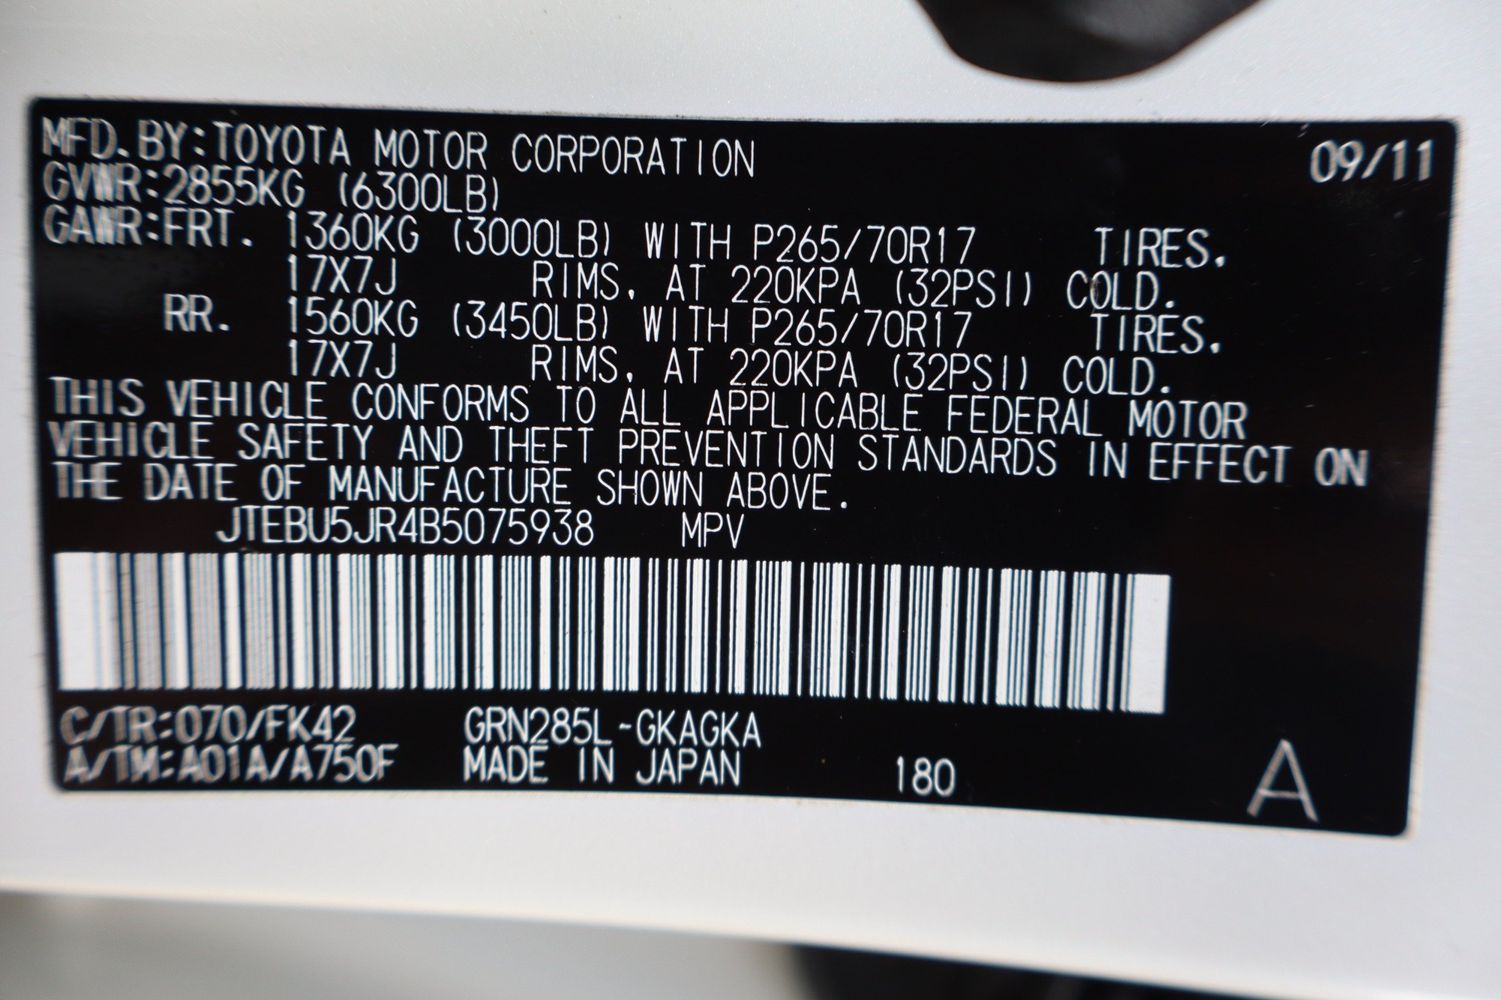 MFD. BY: TOYOTA MOTOR CORPORATION 09/11
GVWR: 2855KG (6300LB)
GAWR: FRT. 1360KG (3000LB) WITH P265/70R17 TIRES.
17X7J RIMS, AT 220KPA (32PSI) COLD.
RR. 1560KG (3450LB) WITH P265/70R17 TIRES.
17X7J RIMS, AT 220KPA (32PSI) COLD.
THIS VEHICLE CONFORMS TO ALL APPLICABLE FEDERAL MOTOR
VEHICLE SAFETY AND THEFT PREVENTION STANDARDS IN EFFECT ON
THE DATE OF MANUFACTURE SHOWN ABOVE.
JTEBU5JR4B5075938 MPV
C/TR: 070/FK42 GRN285L-GKAGKA
A/TM: A01A/A750F MADE IN JAPAN 180 A